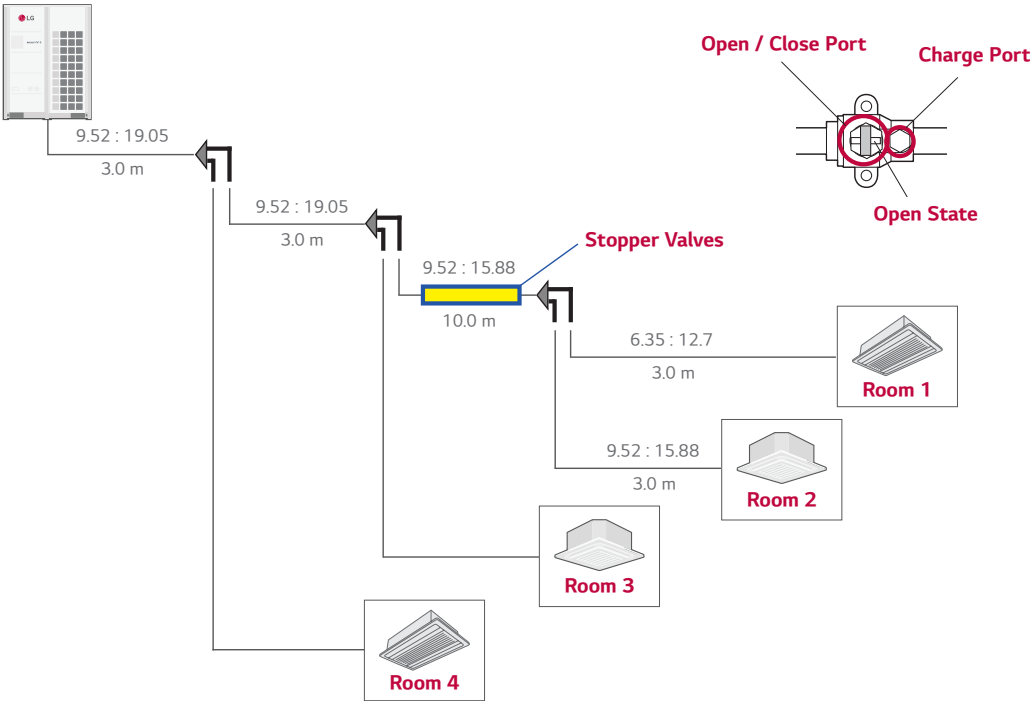 LG
Open / Close Port
Charge Port
9.52 : 19.05
3.0 m
Open State
9.52 : 19.05
3.0 m
Stopper Valves
9.52 : 15.88
10.0 m
6.35 : 12.7
3.0 m
Room 1
9.52 : 15.88
3.0 m
Room 2
Room 3
Room 4